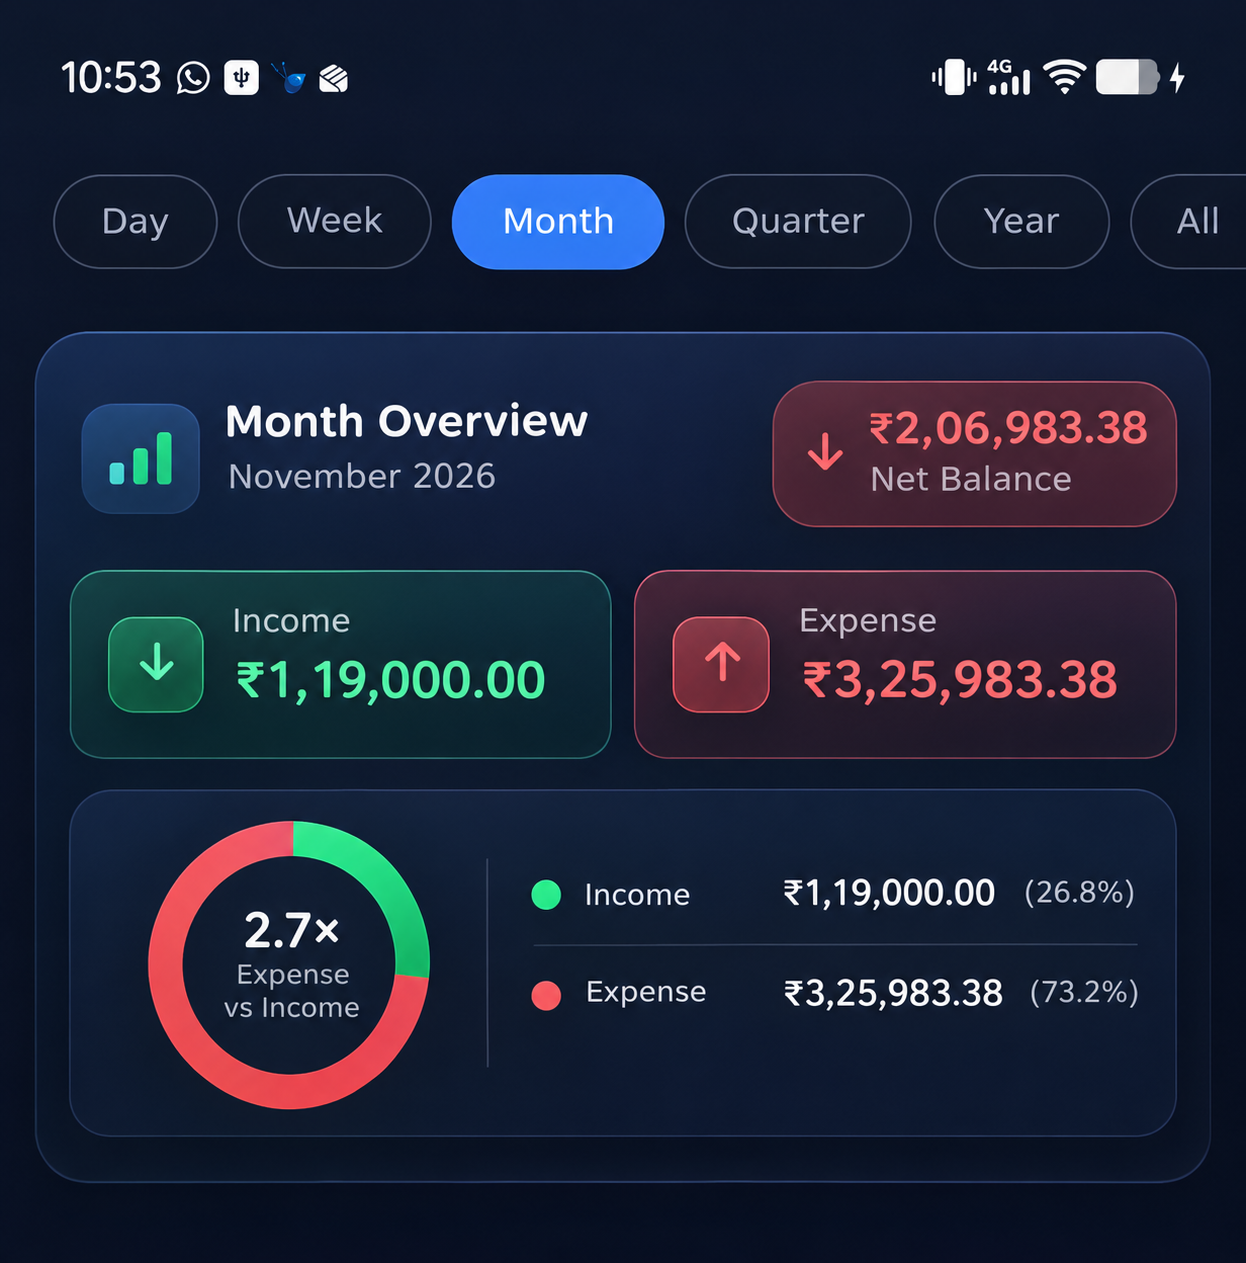 10:53
4G
Day Week Month Quarter Year All
Month Overview
November 2026
₹2,06,983.38
Net Balance
Income
₹1,19,000.00
Expense
₹3,25,983.38
2.7×
Expense
vs Income
Income ₹1,19,000.00 (26.8%)
Expense ₹3,25,983.38 (73.2%)